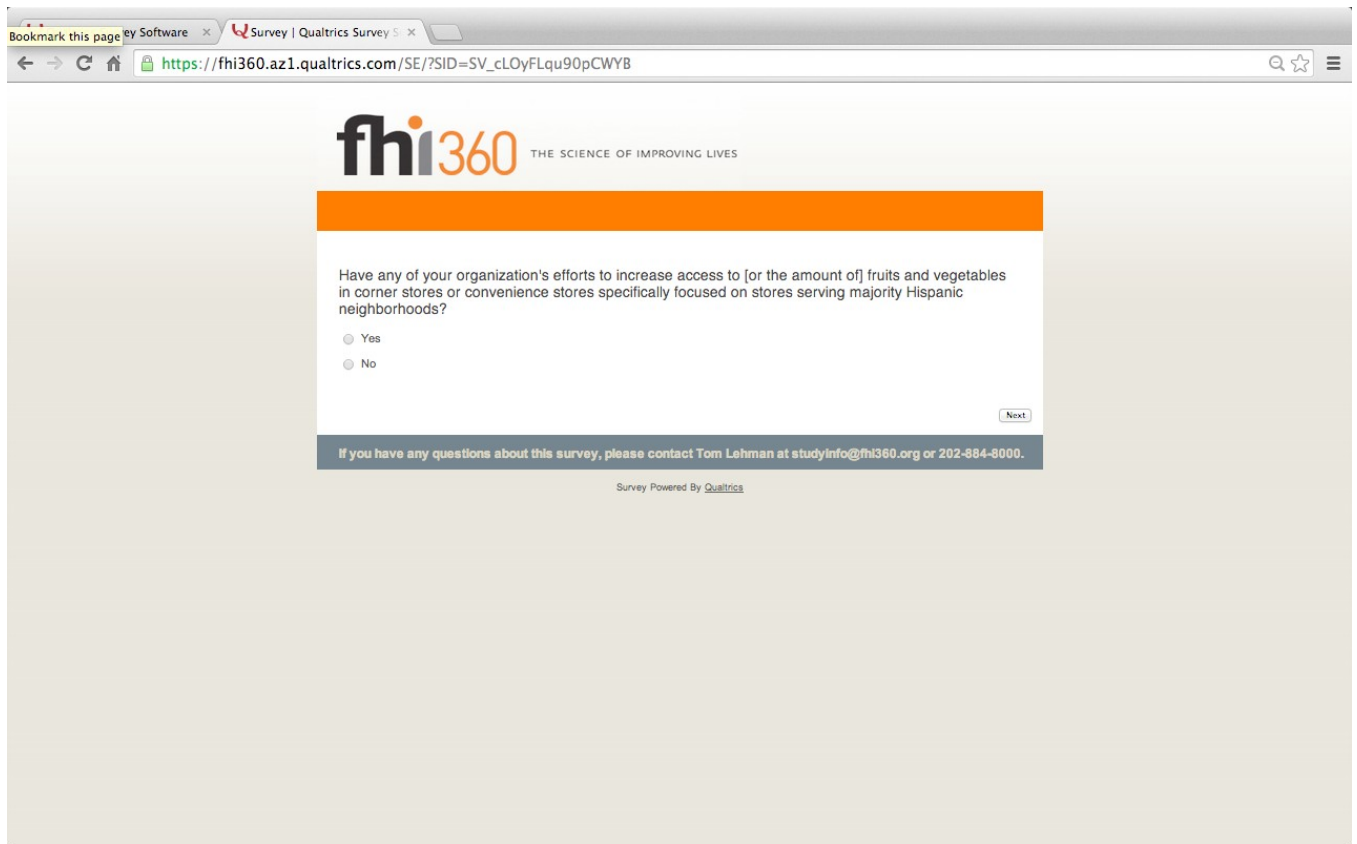 Bookmark this page ey Software
Survey | Qualtrics Survey S
https://fhi360.az1.qualtrics.com/SE/?SID=SV_cLOyFLqu90pCWYB
fhi360 THE SCIENCE OF IMPROVING LIVES
Have any of your organization's efforts to increase access to [or the amount of] fruits and vegetables
in corner stores or convenience stores specifically focused on stores serving majority Hispanic
neighborhoods?
Yes
No
Next
If you have any questions about this survey, please contact Tom Lehman at studyinfo@fhi360.org or 202-884-8000.
Survey Powered By Qualtrics